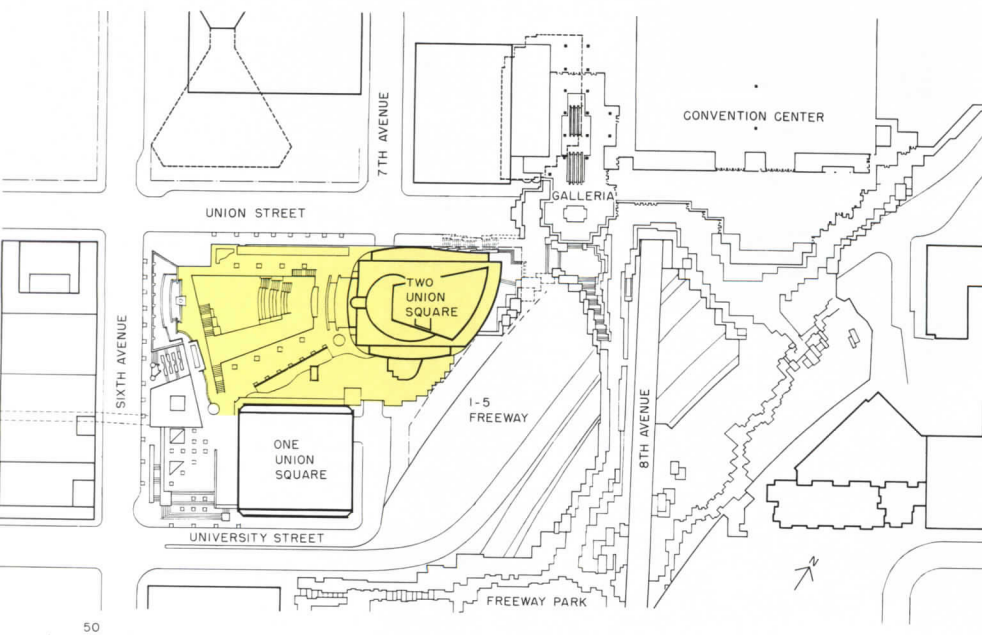 7TH AVENUE
CONVENTION CENTER
GALLERIA
UNION STREET
TWO
UNION
SQUARE
SIXTH AVENUE
I-5
FREEWAY
8TH AVENUE
ONE
UNION
SQUARE
UNIVERSITY STREET
N
FREEWAY PARK
50